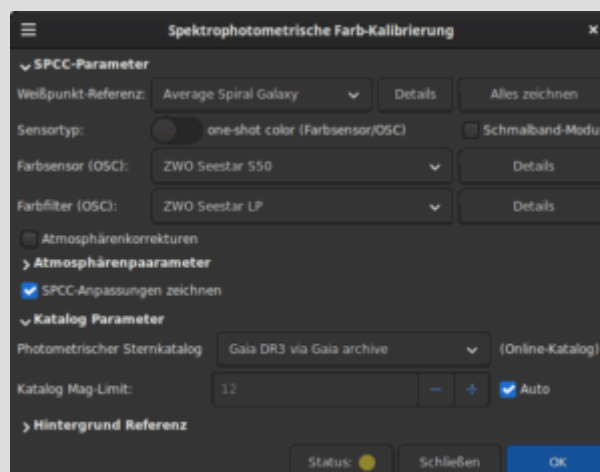 Spektrophotometrische Farb-Kalibrierung
SPCC-Parameter
Weißpunkt-Referenz: Average Spiral Galaxy Details Alles zeichnen
Sensortyp: one-shot color (Farbsensor/OSC) Schmalband-Modu
Farbsensor (OSC): ZWO Seestar S50 Details
Farbfilter (OSC): ZWO Seestar LP Details
Atmosphärenkorrekturen
Atmosphärenpaarameter
SPCC-Anpassungen zeichnen
Katalog Parameter
Photometrischer Sternkatalog Gaia DR3 via Gaia archive (Online-Katalog)
Katalog Mag-Limit: 12 Auto
Hintergrund Referenz
Status: Schließen OK